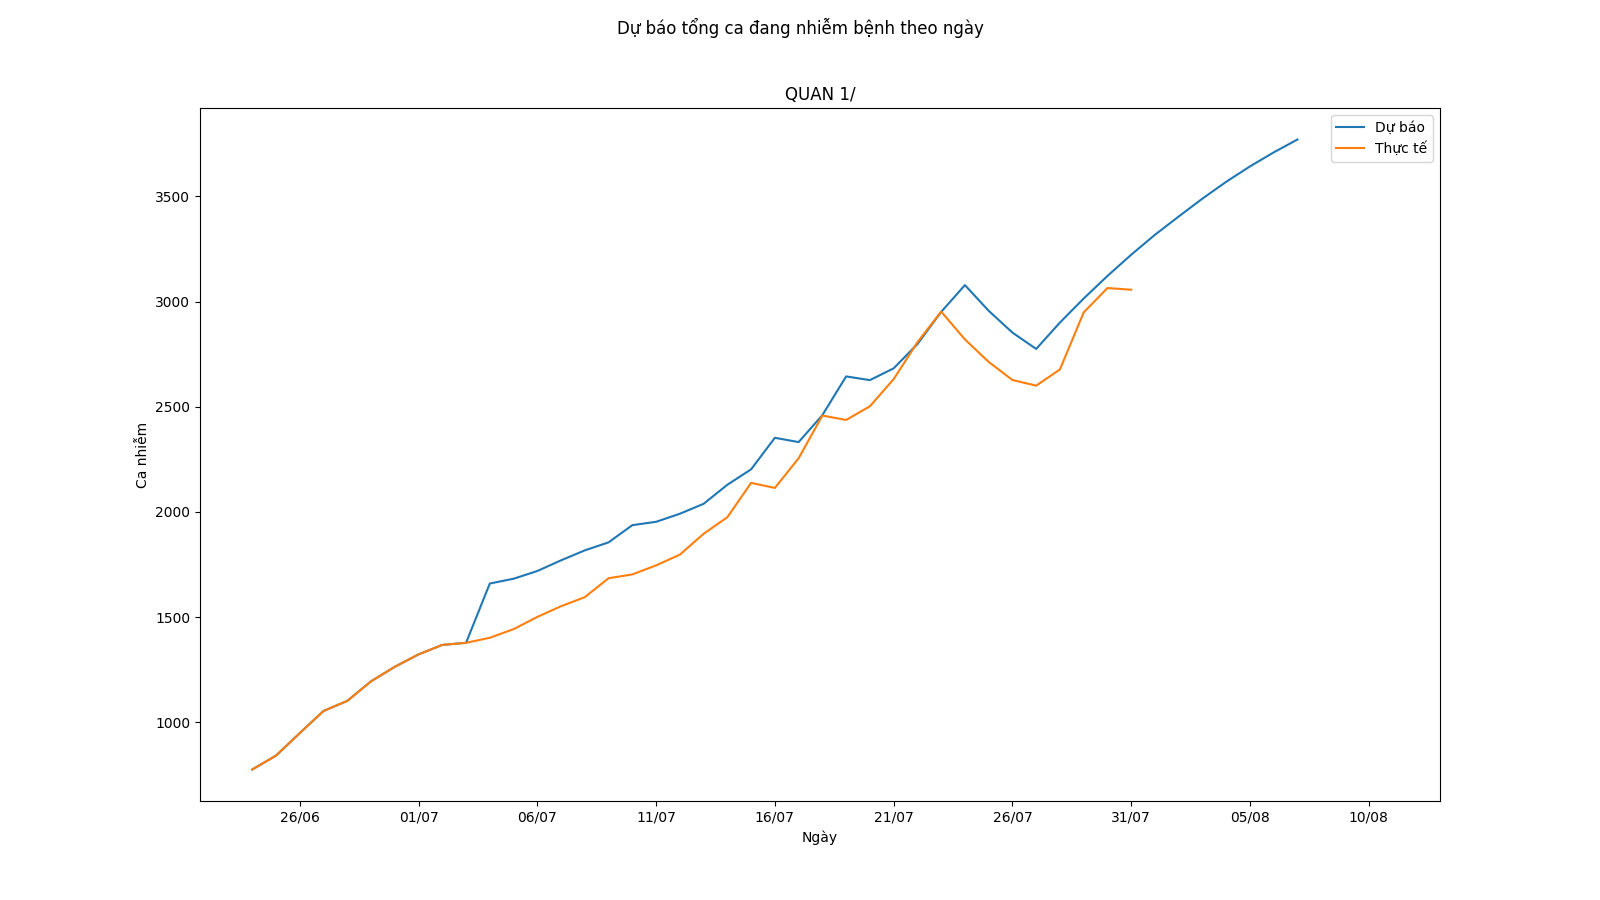 Dự báo tổng ca đang nhiễm bệnh theo ngày
QUAN 1/
Dự báo
Thực tế
3500
3000
2500
2000
1500
1000
Ca nhiễm
26/06 01/07 06/07 11/07 16/07 21/07 26/07 31/07 05/08 10/08
Ngày